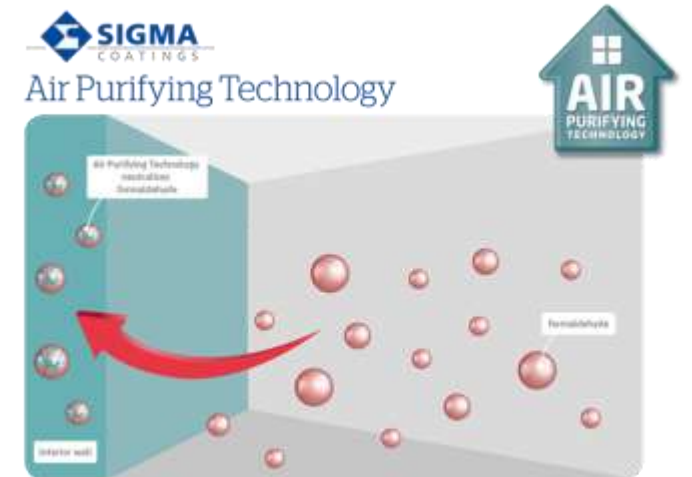 SIGMA
COATINGS
Air Purifying Technology
AIR
PURIFYING
TECHNOLOGY
Air Purifying Technology
neutralizes
formaldehyde
formaldehyde
interior wall